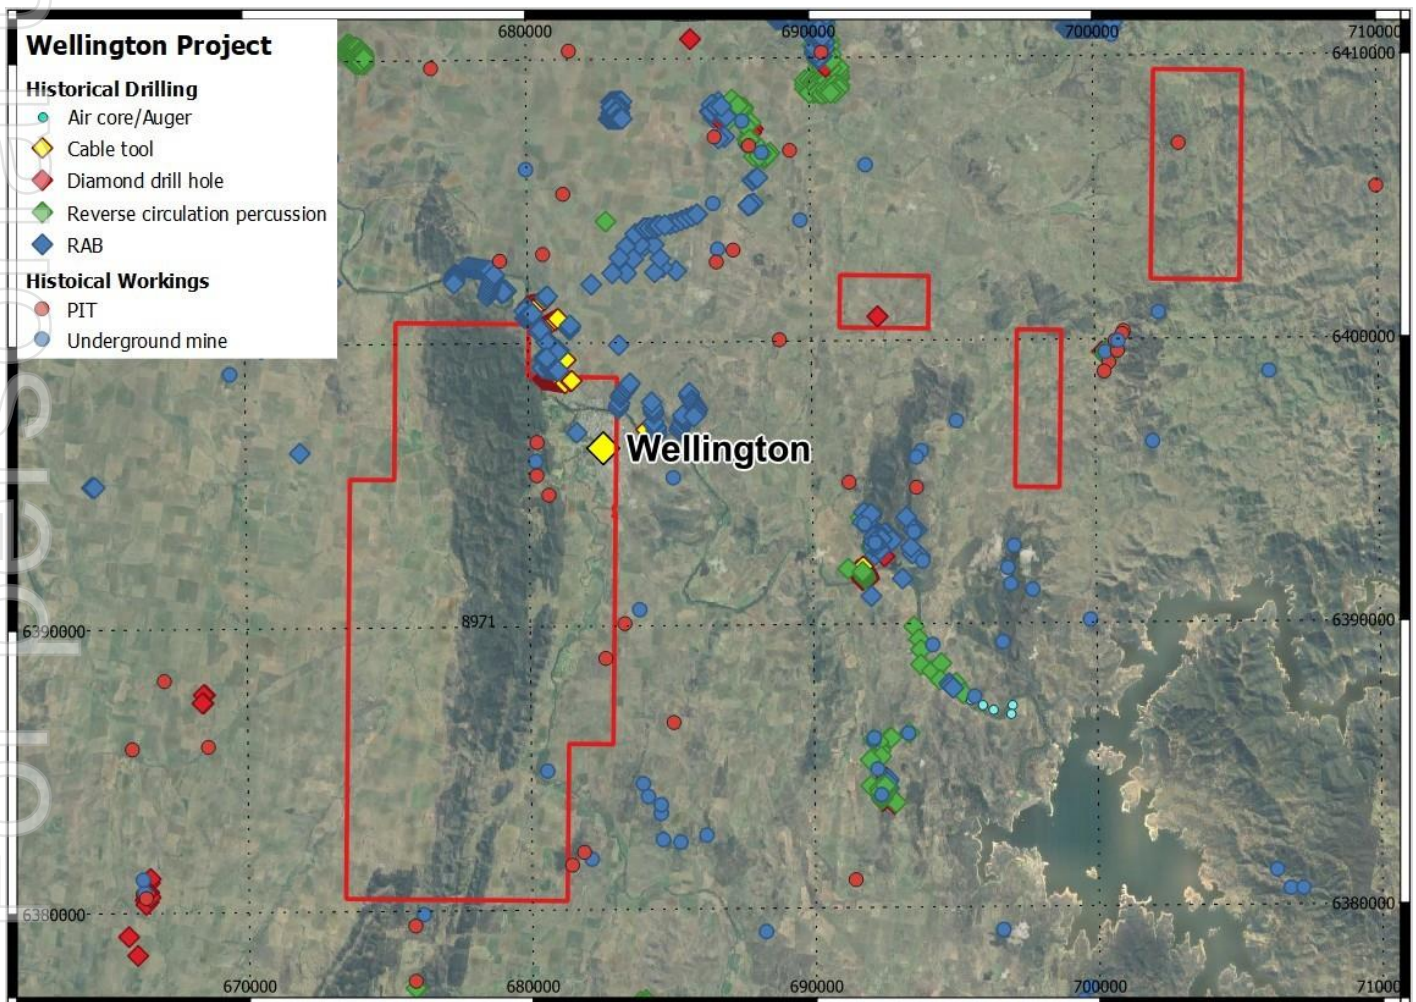 Wellington Project
Historical Drilling
Air core/Auger
Cable tool
Diamond drill hole
Reverse circulation percussion
RAB
Histoical Workings
PIT
Underground mine
680000
690000
700000
710000
6410000
6400000
Wellington
8971
6390000
6390000
6380000
6380000
670000
680000
690000
700000
71000